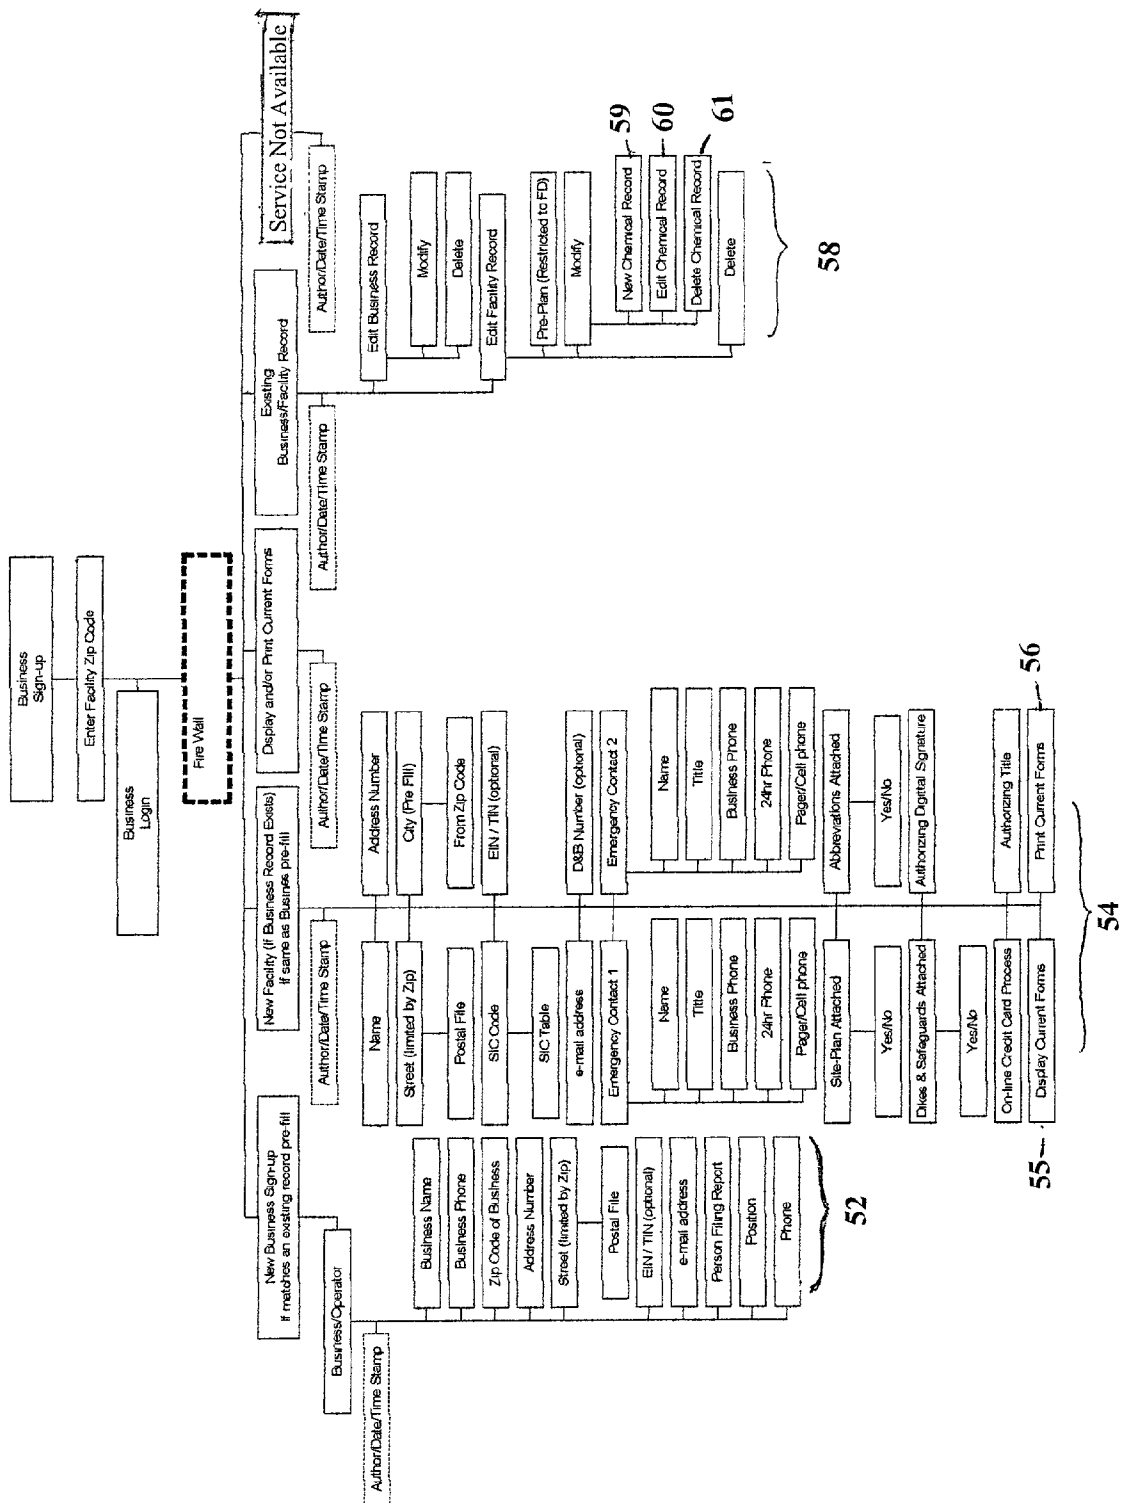 Business
Sign-up
Enter Facility Zip Code
Business
Login
Fire Wall
New Business Sign-up
If matches an existing record pre-fill
Business/Operator
Author/Date/Time Stamp
Business Name
Business Phone
Zip Code of Business
Address Number
Street (limited by Zip)
Postal File
EIN / TIN (optional)
e-mail address
Person Filing Report
Position
Phone
52
New Facility (If Business Record Exists)
If same as Busines pre-fill
Author/Date/Time Stamp
Name
Address Number
Street (limited by Zip)
City (Pre Fill)
Postal File
From Zip Code
SIC Code
EIN / TIN (optional)
SIC Table
e-mail address
D&B Number (optional)
Emergency Contact 1
Emergency Contact 2
Name
Title
Business Phone
24hr Phone
Pager/Cell phone
Name
Title
Business Phone
24hr Phone
Pager/Cell phone
Site-Plan Attached
Abbreviations Attached
Yes/No
Yes/No
Dikes & Safeguards Attached
Authorizing Digittal Signature
Yes/No
On-line Credit Card Process
Authorizing Title
Display Current Forms
Print Current Forms
55
56
54
Display and/or Print Current Forms
Author/Date/Time Stamp
Existing
Business/Facility Record
Author/Date/Time Stamp
Edit Business Record
Modify
Delete
Edit Facility Record
Pre-Plan (Restricted to FD)
Modify
New Chemical Record
59
Edit Chemical Record
60
Delete Chemical Record
61
Delete
58
Service Not Available
Author/Date/Time Stamp